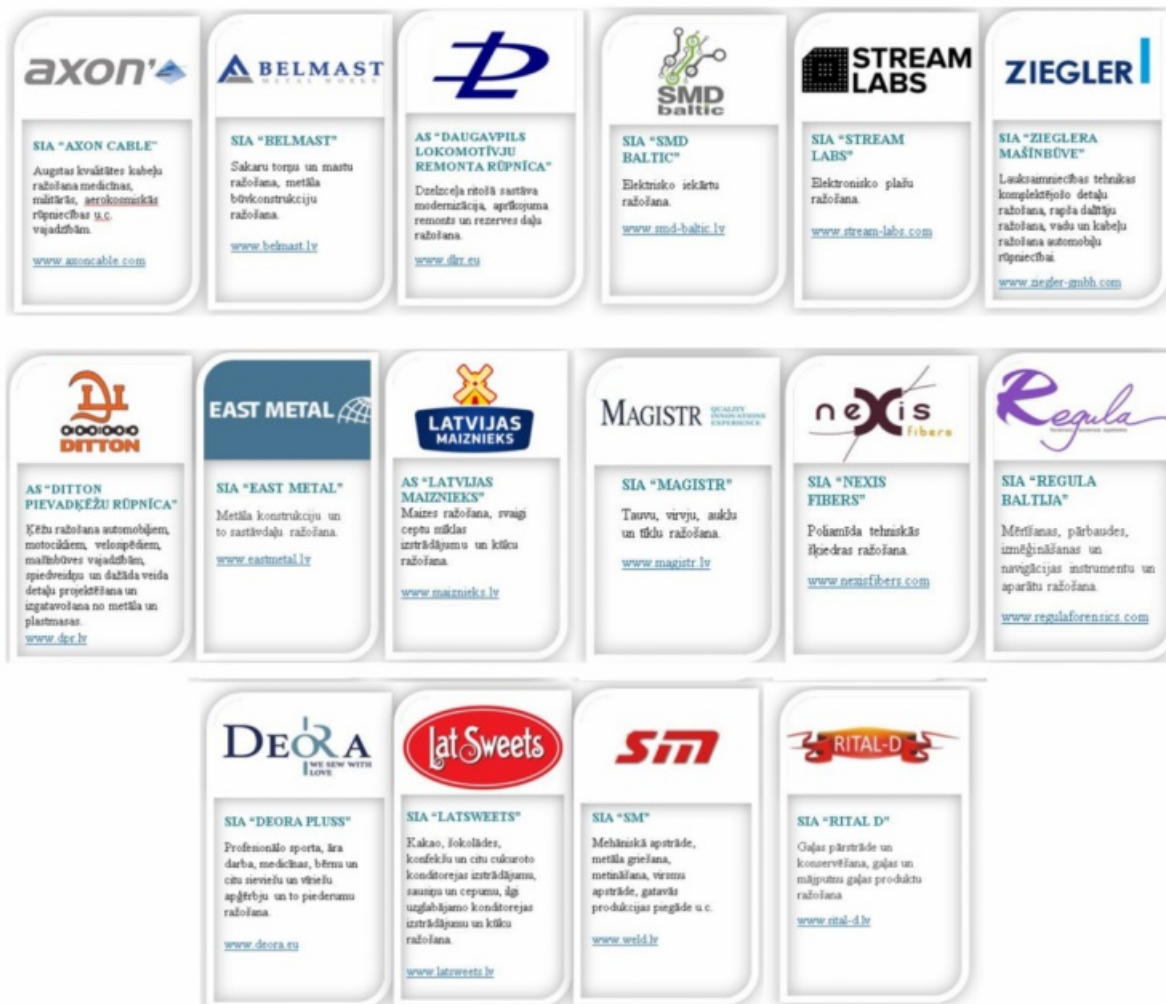 axon'
SIA “AXON CABLE”
Augstas kvalitātes kabeļu
ražošana medicīnas,
militārās, aerokosmiskās
rūpniecības u.c.
vajadzībām.
www.axoncable.com
BELMAST
METAL WORKS
SIA “BELMAST”
Sakaru torņu un mastu
ražošana, metāla
būvkonstrukciju
ražošana.
www.belmast.lv
AS “DAUGAVPILS
LOKOMOTĪVJU
REMONTA RŪPNĪCA”
Dzelzceļa ritošā sastāva
modernizācija, aprīkojuma
remonts un rezerves daļu
ražošana.
www.dlrr.eu
SMD
baltic
SIA “SMD
BALTIC”
Elektrisko iekārtu
ražošana.
www.smd-baltic.lv
STREAM
LABS
SIA “STREAM
LABS”
Elektronisko plašu
ražošana.
www.stream-labs.com
ZIEGLER
SIA “ZIEGLERA
MAŠĪNBŪVE”
Lauksaimniecības tehnikas
komplektējošo detaļu
ražošana, rapša dalītāju
ražošana, vadu un kabeļu
ražošana automobiļu
rūpniecībai.
www.ziegler-gmbh.com
DITTON
AS “DITTON
PIEVADĶĒŽU RŪPNĪCA”
Ķēžu ražošana automobiļiem,
motocikliem, velosipēdiem,
mašīnbūves vajadzībām,
spiedveidņu un dažāda veida
detaļu projektēšana un
izgatavošana no metāla un
plastmasas.
www.dpr.lv
EAST METAL
SIA “EAST METAL”
Metāla konstrukciju un
to sastāvdaļu ražošana.
www.eastmetal.lv
LATVIJAS
MAIZNIEKS
AS “LATVIJAS
MAIZNIEKS”
Maizes ražošana, svaigi
ceptu mīklas
izstrādājumu un kūku
ražošana.
www.maiznieks.lv
MAGISTR QUALITY
INNOVATIONS
EXPERIENCE
SIA “MAGISTR”
Tauvu, virvju, auklu
un tīklu ražošana.
www.magistr.lv
nexis
fibers
SIA “NEXIS
FIBERS”
Poliamīda tehniskās
šķiedras ražošana.
www.nexisfibers.com
Regula
SIA “REGULA
BALTIJA”
Mērīšanas, pārbaudes,
izmēģināšanas un
navigācijas instrumentu un
aparātu ražošana.
www.regulaforensics.com
DEORA
WE SEW WITH
LOVE
SIA “DEORA PLUSS”
Profesionālo sporta, āra
darba, medicīnas, bērnu un
citu sieviešu un vīriešu
apģērbju un to piederumu
ražošana.
www.deora.eu
Lat Sweets
SIA “LATSWEETS”
Kakao, šokolādes,
konfekšu un citu cukuroto
konditorejas izstrādājumu,
sausiņu un cepumu, ilgi
uzglabājamo konditorejas
izstrādājumu un kūku
ražošana.
www.latsweets.lv
SM
SIA “SM”
Mehāniskā apstrāde,
metāla griešana,
metināšana, virsmu
apstrāde, gatavās
produkcijas piegāde u.c.
www.weld.lv
RITAL-D
SIA “RITAL D”
Gaļas pārstrāde un
konservēšana, gaļas un
mājputnu gaļas produktu
ražošana
www.rital-d.lv